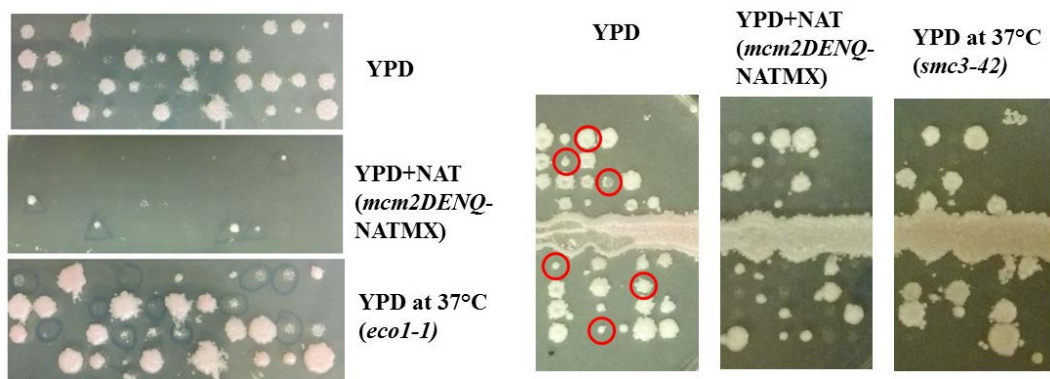 YPD
YPD+NAT
(mcm2DENQ-
NATMX)
YPD at 37°C
(eco1-1)
YPD
YPD+NAT
(mcm2DENQ-
NATMX)
YPD at 37°C
(smc3-42)